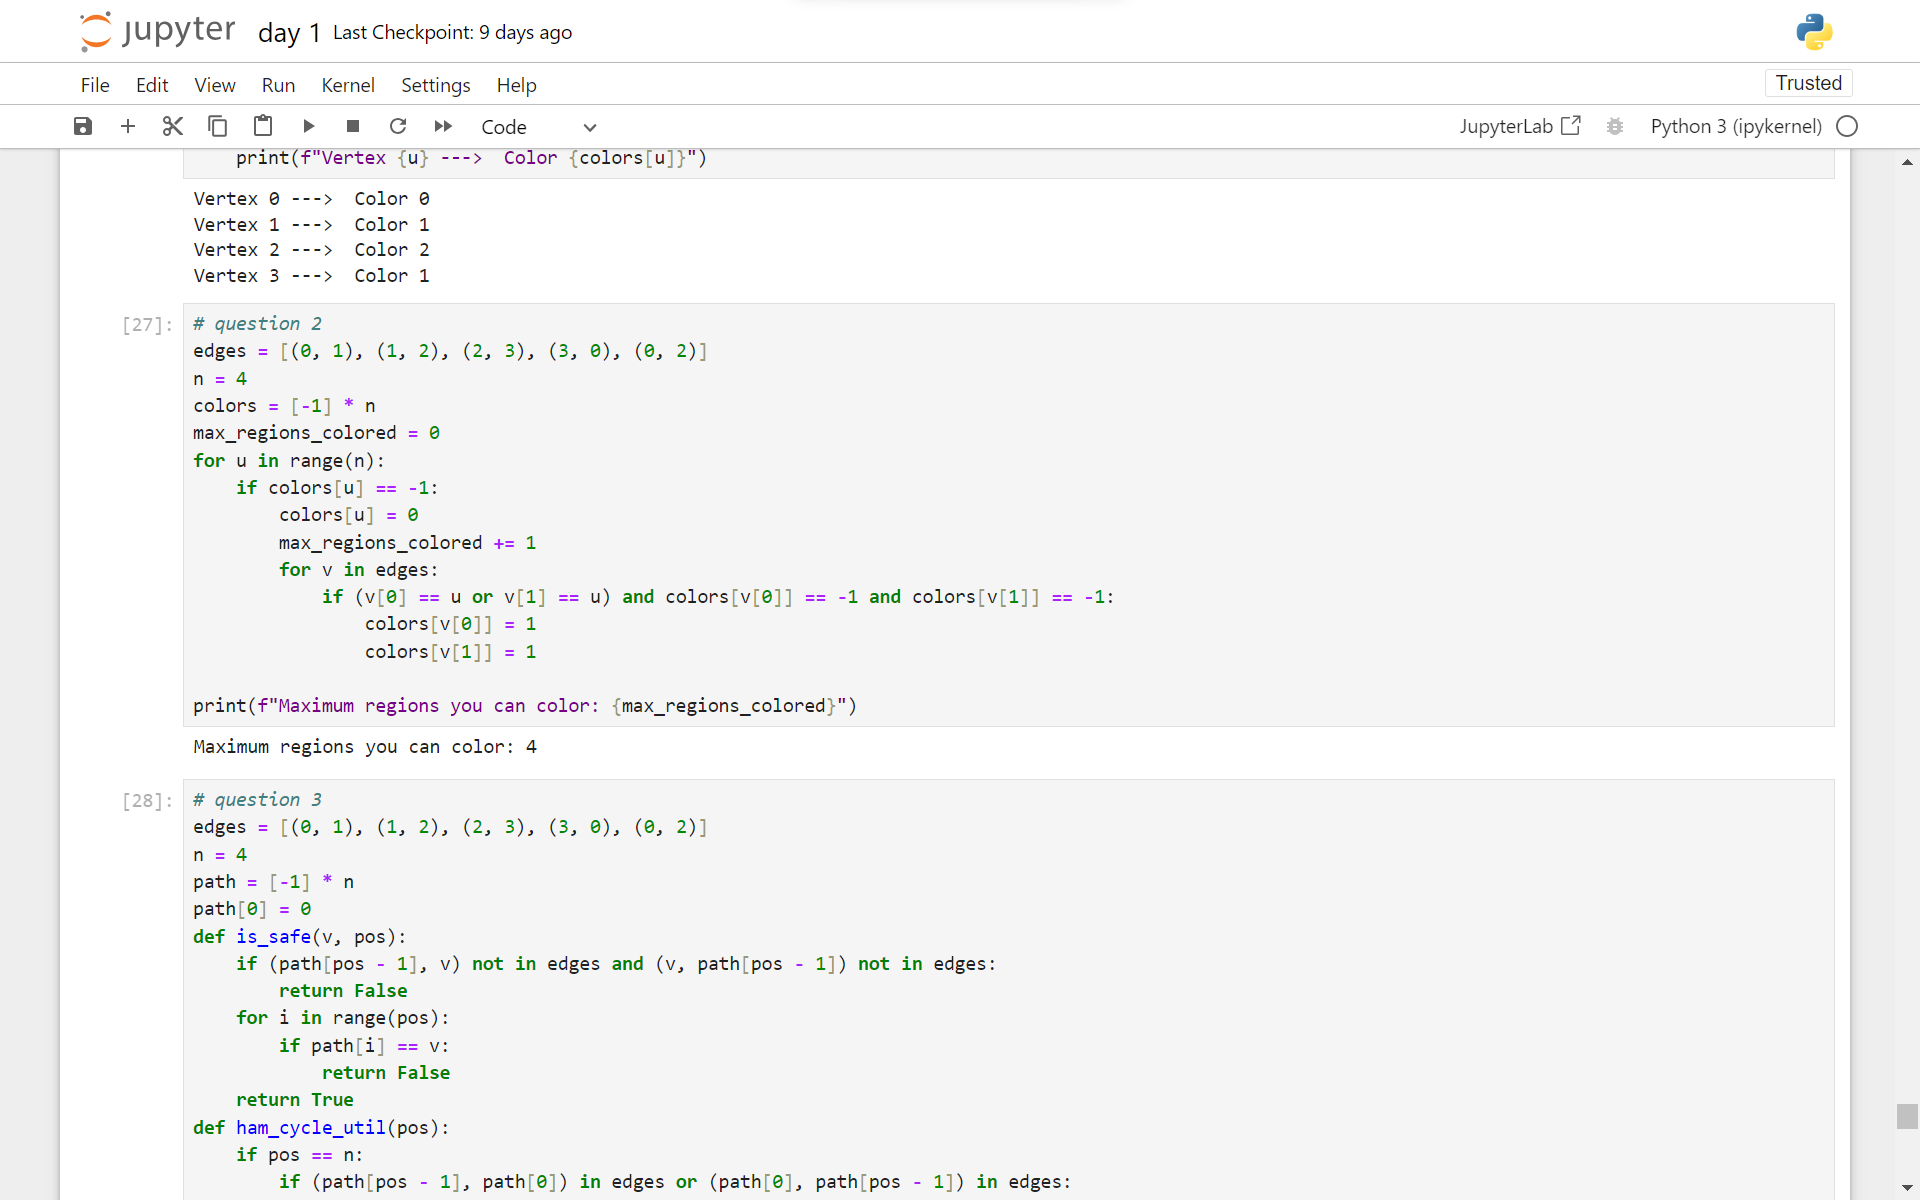 jupyter day 1 Last Checkpoint: 9 days ago
File Edit View Run Kernel Settings Help Trusted
Code JupyterLab Python 3 (ipykernel)
    print(f"Vertex {u} --->  Color {colors[u]}")
Vertex 0 --->  Color 0
Vertex 1 --->  Color 1
Vertex 2 --->  Color 2
Vertex 3 --->  Color 1
[27]: # question 2
edges = [(0, 1), (1, 2), (2, 3), (3, 0), (0, 2)]
n = 4
colors = [-1] * n
max_regions_colored = 0
for u in range(n):
    if colors[u] == -1:
        colors[u] = 0
        max_regions_colored += 1
        for v in edges:
            if (v[0] == u or v[1] == u) and colors[v[0]] == -1 and colors[v[1]] == -1:
                colors[v[0]] = 1
                colors[v[1]] = 1
print(f"Maximum regions you can color: {max_regions_colored}")
Maximum regions you can color: 4
[28]: # question 3
edges = [(0, 1), (1, 2), (2, 3), (3, 0), (0, 2)]
n = 4
path = [-1] * n
path[0] = 0
def is_safe(v, pos):
    if (path[pos - 1], v) not in edges and (v, path[pos - 1]) not in edges:
        return False
    for i in range(pos):
        if path[i] == v:
            return False
    return True
def ham_cycle_util(pos):
    if pos == n:
        if (path[pos - 1], path[0]) in edges or (path[0], path[pos - 1]) in edges: